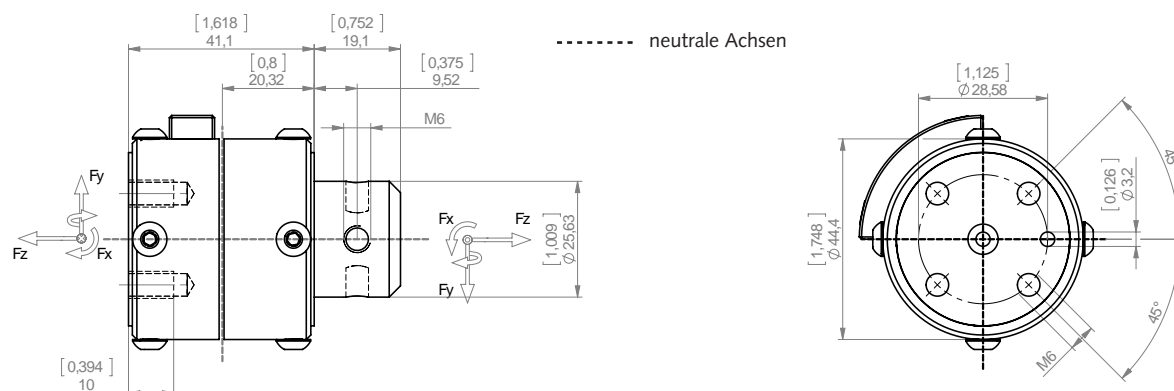 [1,618]
41,1
[0,752]
19,1
neutrale Achsen
[0,8]
20,32
[0,375]
9,52
M6
Fy
Fz
Fx
Fx
Fz
Fy
[1,009]
Φ 25,63
[0,394]
10
[1,125]
Φ 28,58
[1,748]
Φ 44,4
[0,126]
Φ 3,2
45°
M6